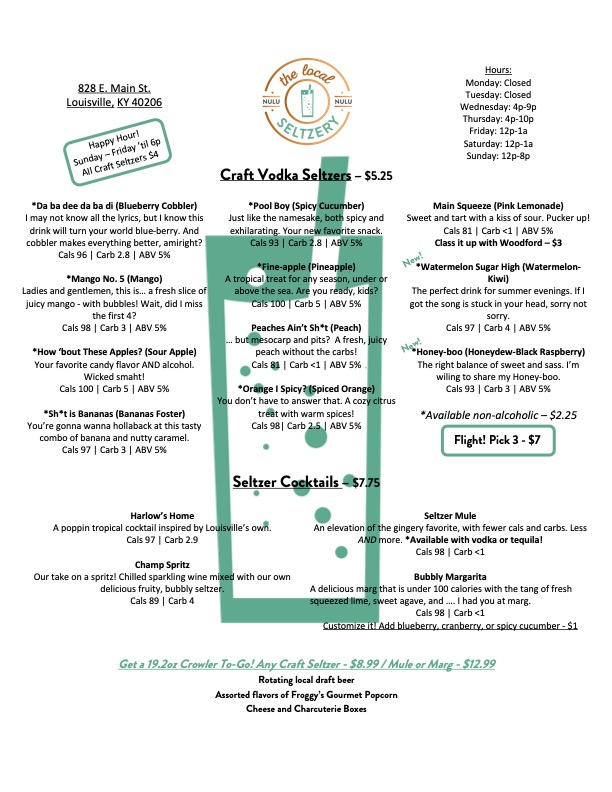 828 E. Main St.
Louisville, KY 40206
Happy Hour!
Sunday – Friday ‘til 6p
All Craft Seltzers $4
the local
NULU NULU
SELTZERY
Hours:
Monday: Closed
Tuesday: Closed
Wednesday: 4p-9p
Thursday: 4p-10p
Friday: 12p-1a
Saturday: 12p-1a
Sunday: 12p-8p
Craft Vodka Seltzers – $5.25
*Da ba dee da ba di (Blueberry Cobbler)
I may not know all the lyrics, but I know this
drink will turn your world blue-berry. And
cobbler makes everything better, amiright?
Cals 96 | Carb 2.8 | ABV 5%
*Mango No. 5 (Mango)
Ladies and gentlemen, this is… a fresh slice of
juicy mango - with bubbles! Wait, did I miss
the first 4?
Cals 98 | Carb 3 | ABV 5%
*How ‘bout These Apples? (Sour Apple)
Your favorite candy flavor AND alcohol.
Wicked smaht!
Cals 100 | Carb 5 | ABV 5%
*Sh*t is Bananas (Bananas Foster)
You’re gonna wanna hollaback at this tasty
combo of banana and nutty caramel.
Cals 97 | Carb 3 | ABV 5%
*Pool Boy (Spicy Cucumber)
Just like the namesake, both spicy and
exhilarating. Your new favorite snack.
Cals 93 | Carb 2.8 | ABV 5%
*Fine-apple (Pineapple)
A tropical treat for any season, under or
above the sea. Are you ready, kids?
Cals 100 | Carb 5 | ABV 5%
Peaches Ain’t Sh*t (Peach)
… but mesocarp and pits? A fresh, juicy
peach without the carbs!
Cals 81 | Carb <1 | ABV 5%
*Orange I Spicy? (Spiced Orange)
You don’t have to answer that. A cozy citrus
treat with warm spices!
Cals 98| Carb 2.5 | ABV 5%
Main Squeeze (Pink Lemonade)
Sweet and tart with a kiss of sour. Pucker up!
Cals 81 | Carb <1 | ABV 5%
Class it up with Woodford – $3
New!
*Watermelon Sugar High (Watermelon-
Kiwi)
The perfect drink for summer evenings. If I
got the song is stuck in your head, sorry not
sorry.
Cals 97 | Carb 4 | ABV 5%
New!
*Honey-boo (Honeydew-Black Raspberry)
The right balance of sweet and sass. I’m
wiling to share my Honey-boo.
Cals 93 | Carb 3 | ABV 5%
*Available non-alcoholic – $2.25
Flight! Pick 3 - $7
Seltzer Cocktails – $7.75
Harlow’s Home
A poppin tropical cocktail inspired by Louisville’s own.
Cals 97 | Carb 2.9
Champ Spritz
Our take on a spritz! Chilled sparkling wine mixed with our own
delicious fruity, bubbly seltzer.
Cals 89 | Carb 4
Seltzer Mule
An elevation of the gingery favorite, with fewer cals and carbs. Less
AND more. *Available with vodka or tequila!
Cals 98 | Carb <1
Bubbly Margarita
A delicious marg that is under 100 calories with the tang of fresh
squeezed lime, sweet agave, and …. I had you at marg.
Cals 98 | Carb <1
Customize it! Add blueberry, cranberry, or spicy cucumber - $1
Get a 19.2oz Crowler To-Go! Any Craft Seltzer - $8.99 / Mule or Marg - $12.99
Rotating local draft beer
Assorted flavors of Froggy’s Gourmet Popcorn
Cheese and Charcuterie Boxes